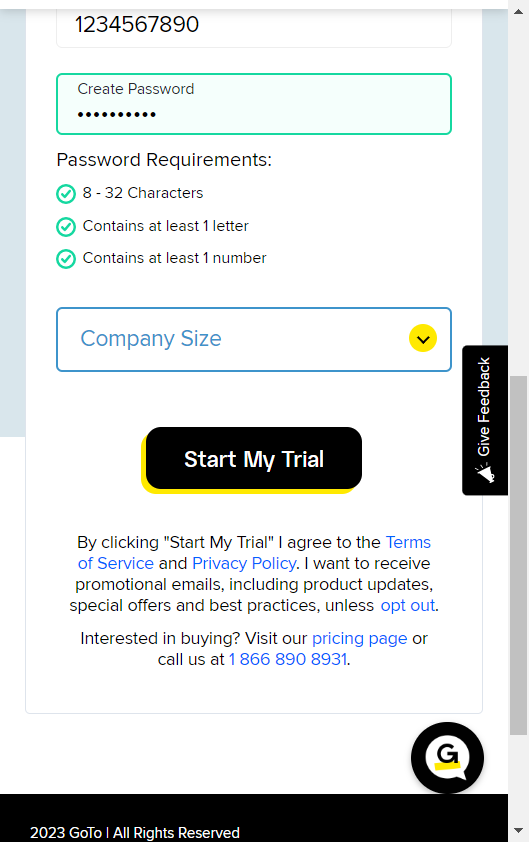 1234567890
Create Password
••••••••••
Password Requirements:
8 - 32 Characters
Contains at least 1 letter
Contains at least 1 number
Company Size
Give Feedback
Start My Trial
By clicking "Start My Trial" I agree to the Terms
of Service and Privacy Policy. I want to receive
promotional emails, including product updates,
special offers and best practices, unless opt out.
Interested in buying? Visit our pricing page or
call us at 1 866 890 8931.
G
2023 GoTo | All Rights Reserved